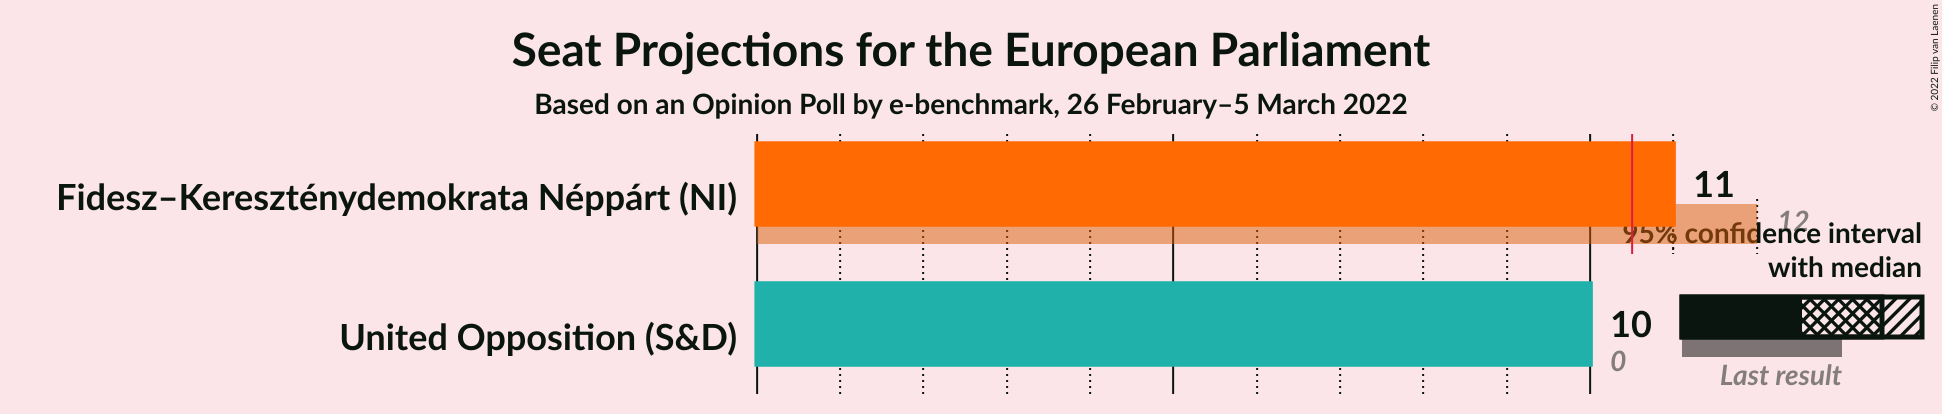 Seat Projections for the European Parliament
Based on an Opinion Poll by e-benchmark, 26 February–5 March 2022
© 2022 Filip van Laenen
Fidesz–Kereszténydemokrata Néppárt (NI)
11
12
95% confidence interval
with median
United Opposition (S&D)
10
0
Last result